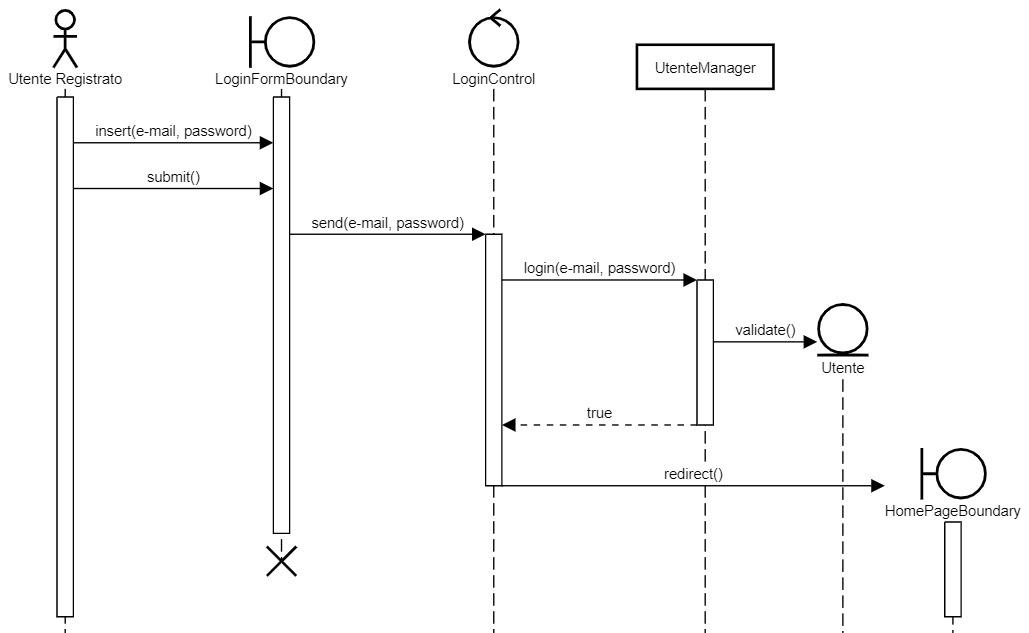 Utente Registrato
LoginFormBoundary
LoginControl
UtenteManager
insert(e-mail, password)
submit()
send(e-mail, password)
login(e-mail, password)
validate()
Utente
true
redirect()
HomePageBoundary